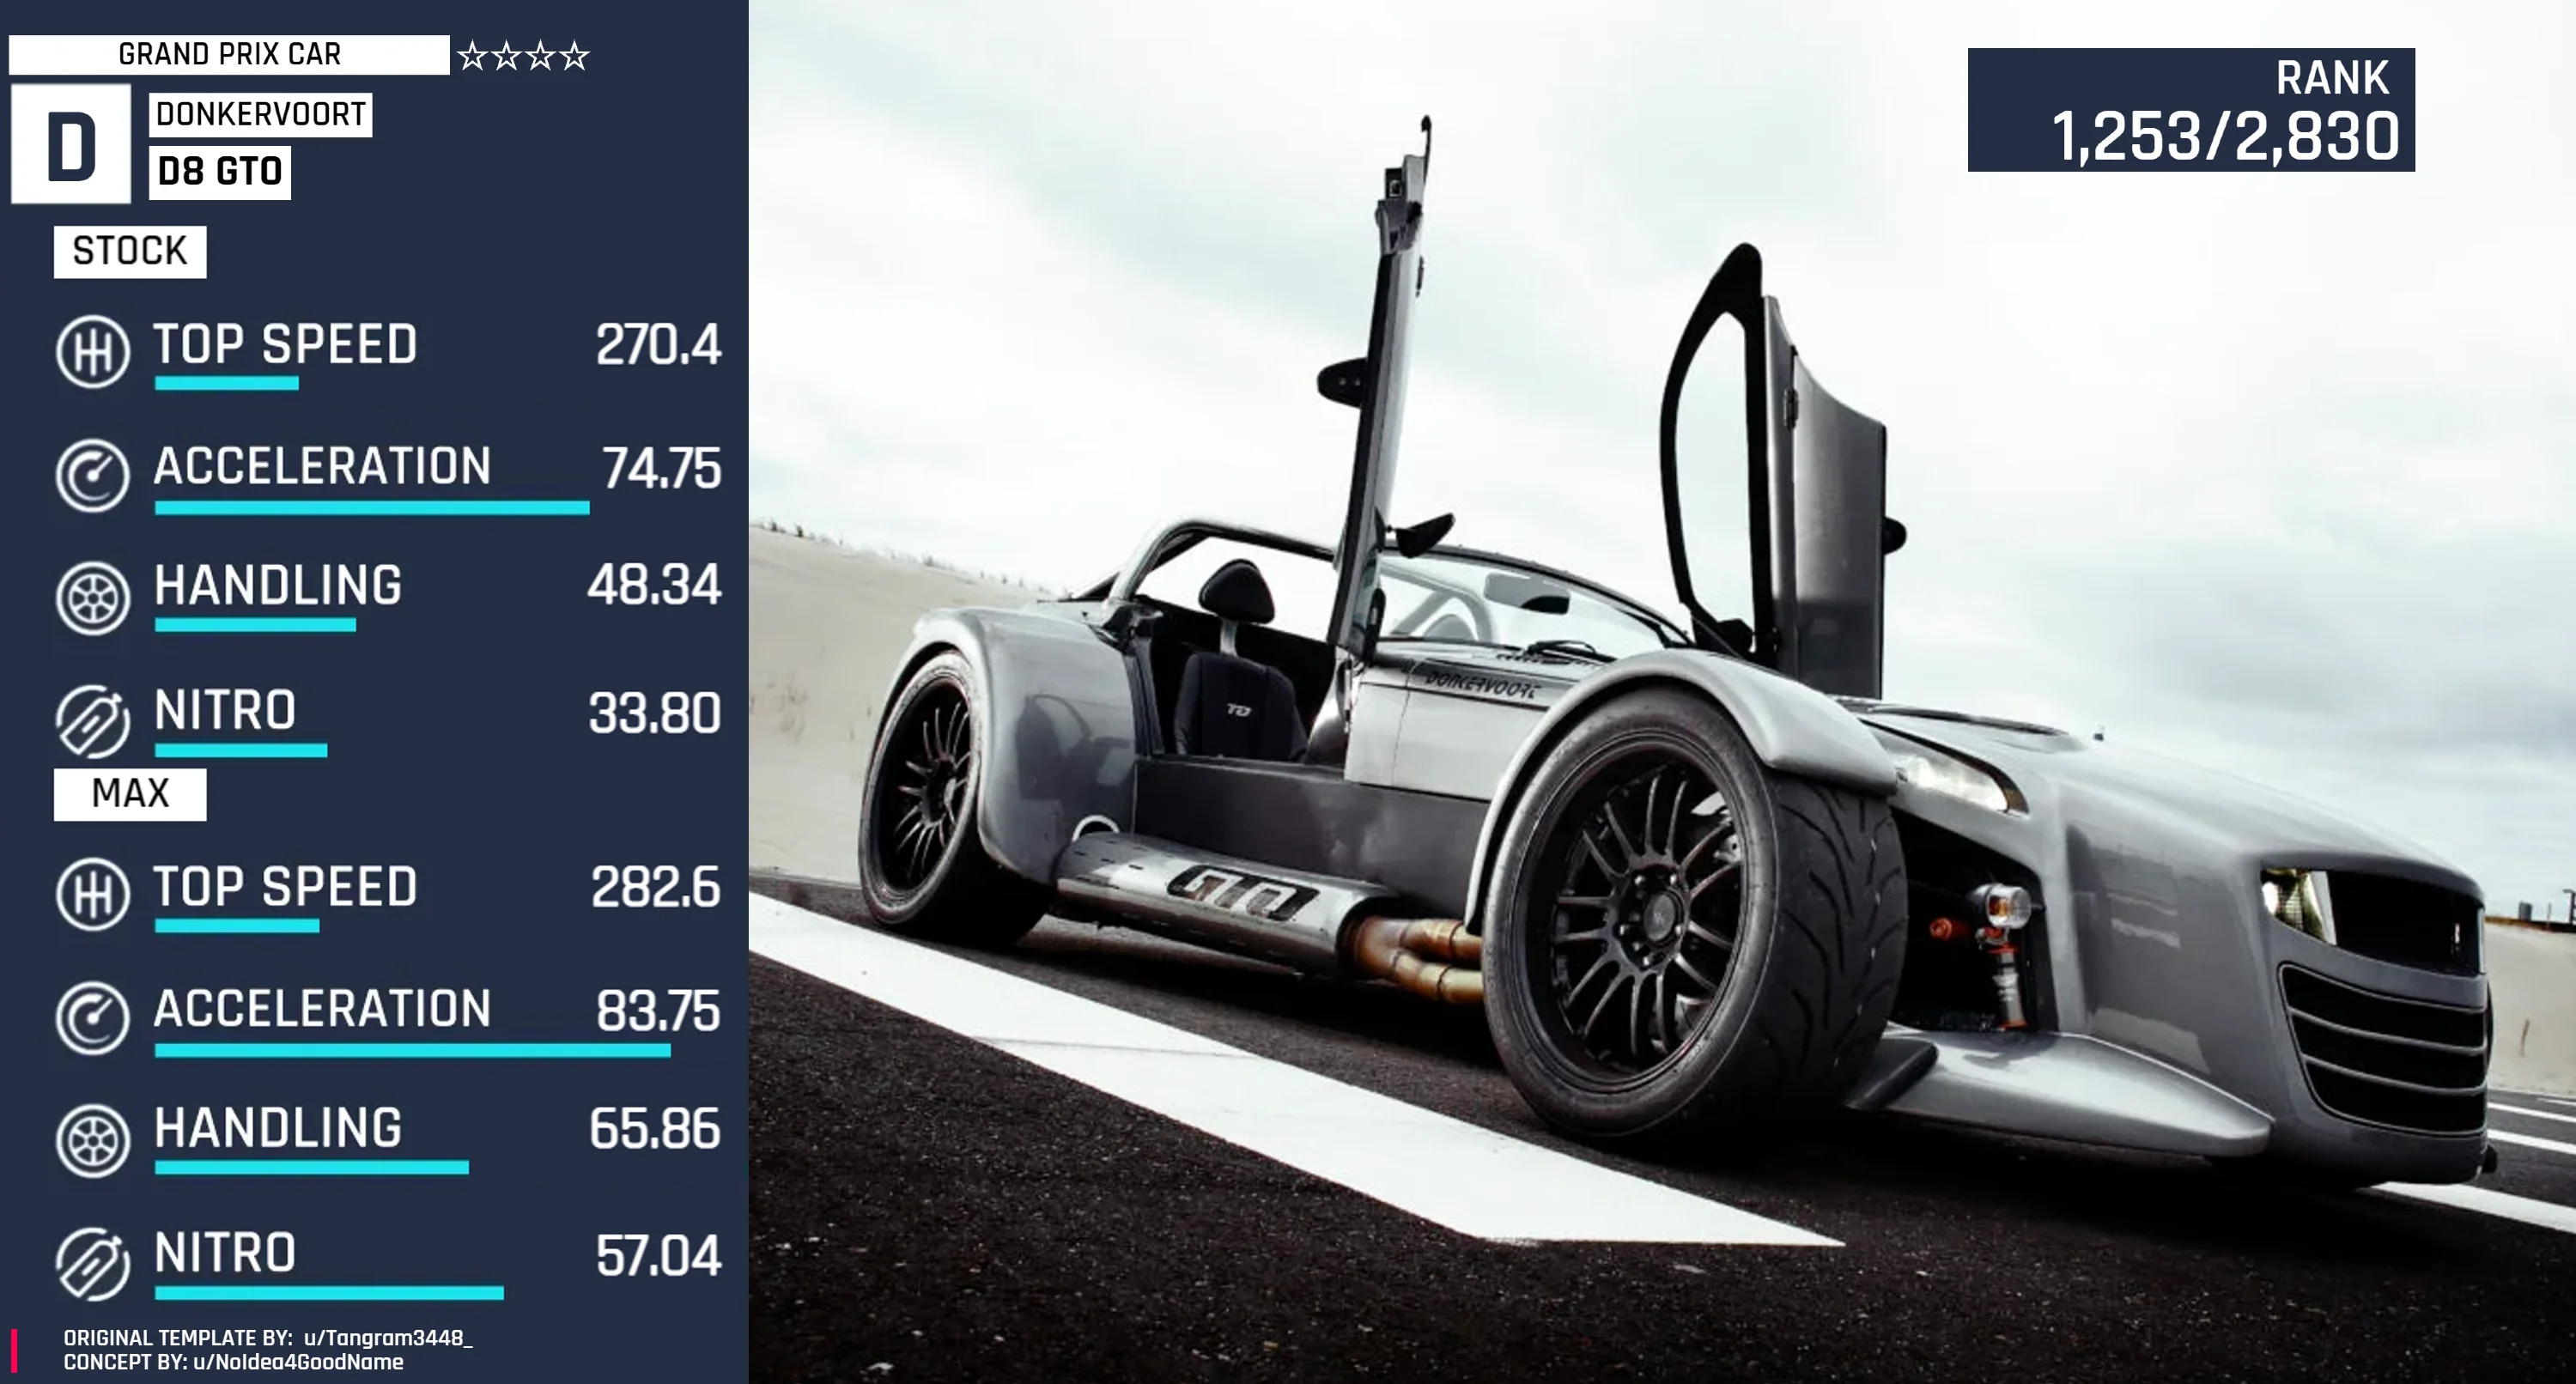 GRAND PRIX CAR ☆☆☆☆
D
DONKERVOORT
D8 GTO
RANK
1,253/2,830
STOCK
TOP SPEED 270.4
ACCELERATION 74.75
HANDLING 48.34
NITRO 33.80
MAX
TOP SPEED 282.6
ACCELERATION 83.75
HANDLING 65.86
NITRO 57.04
ORIGINAL TEMPLATE BY: u/Tangram3448_
CONCEPT BY: u/NoIdea4GoodName
DONKERVOORT
TD
GTO